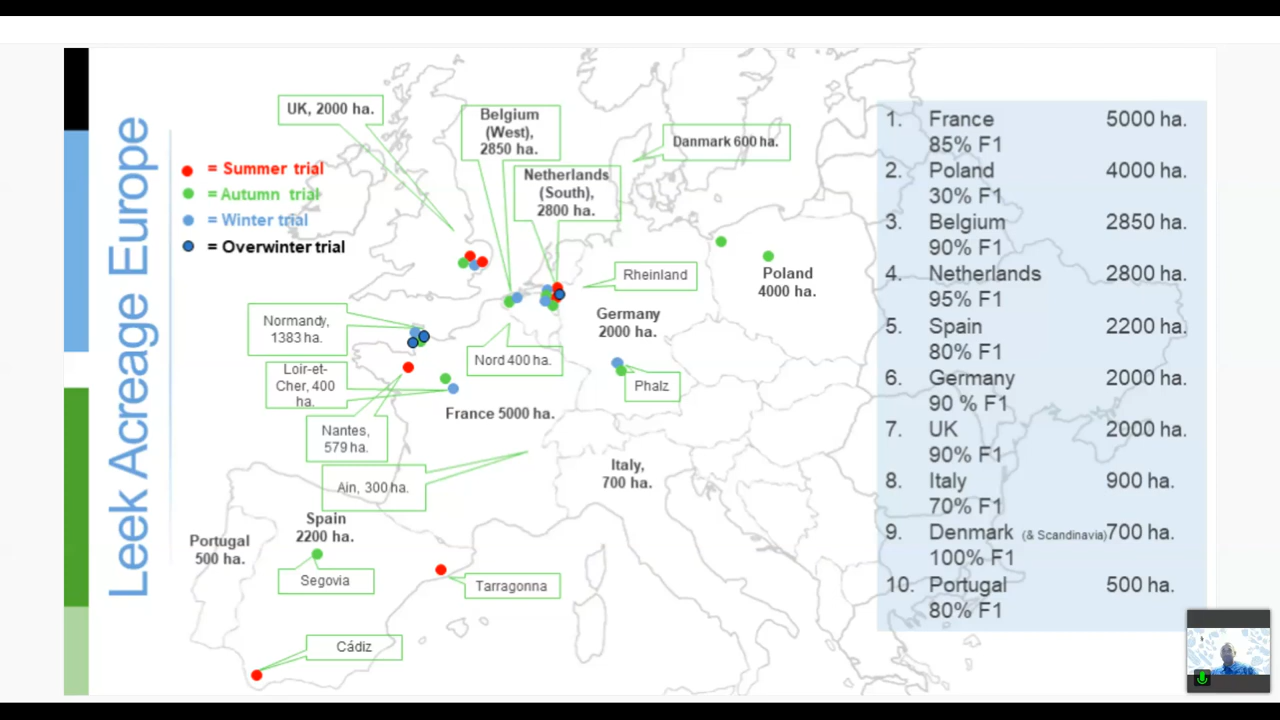 Leek Acreage Europe
= Summer trial
= Autumn trial
= Winter trial
= Overwinter trial
UK, 2000 ha.
Belgium
(West),
2850 ha.
Netherlands
(South),
2800 ha.
Danmark 600 ha.
Rheinland
Poland
4000 ha.
Germany
2000 ha.
Normandy,
1383 ha.
Nord 400 ha.
Phalz
Loir-et-
Cher, 400
ha.
France 5000 ha.
Nantes,
579 ha.
Ain, 300 ha.
Italy,
700 ha.
Spain
2200 ha.
Portugal
500 ha.
Segovia
Tarragonna
Cádiz
1. France 5000 ha.
85% F1
2. Poland 4000 ha.
30% F1
3. Belgium 2850 ha.
90% F1
4. Netherlands 2800 ha.
95% F1
5. Spain 2200 ha.
80% F1
6. Germany 2000 ha.
90 % F1
7. UK 2000 ha.
90% F1
8. Italy 900 ha.
70% F1
9. Denmark (& Scandinavia) 700 ha.
100% F1
10. Portugal 500 ha.
80% F1